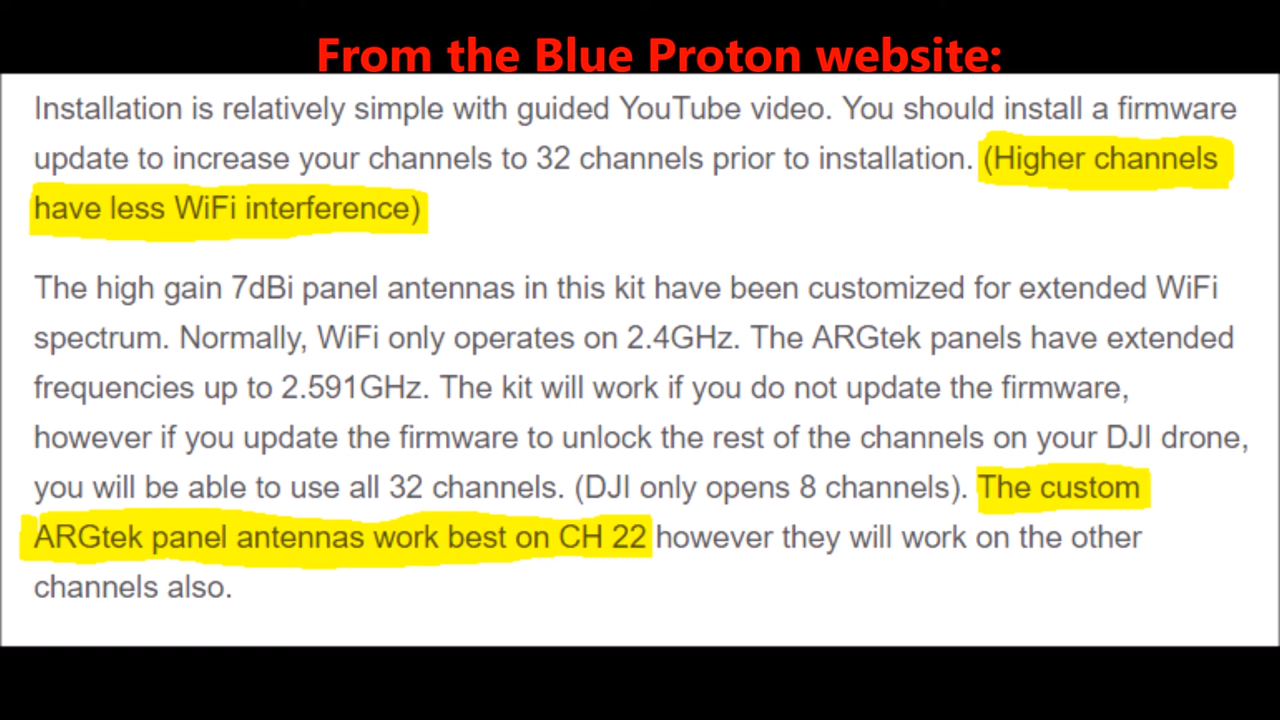 From the Blue Proton website:
Installation is relatively simple with guided YouTube video. You should install a firmware
update to increase your channels to 32 channels prior to installation. (Higher channels
have less WiFi interference)
The high gain 7dBi panel antennas in this kit have been customized for extended WiFi
spectrum. Normally, WiFi only operates on 2.4GHz. The ARGtek panels have extended
frequencies up to 2.591GHz. The kit will work if you do not update the firmware,
however if you update the firmware to unlock the rest of the channels on your DJI drone,
you will be able to use all 32 channels. (DJI only opens 8 channels). The custom
ARGtek panel antennas work best on CH 22 however they will work on the other
channels also.